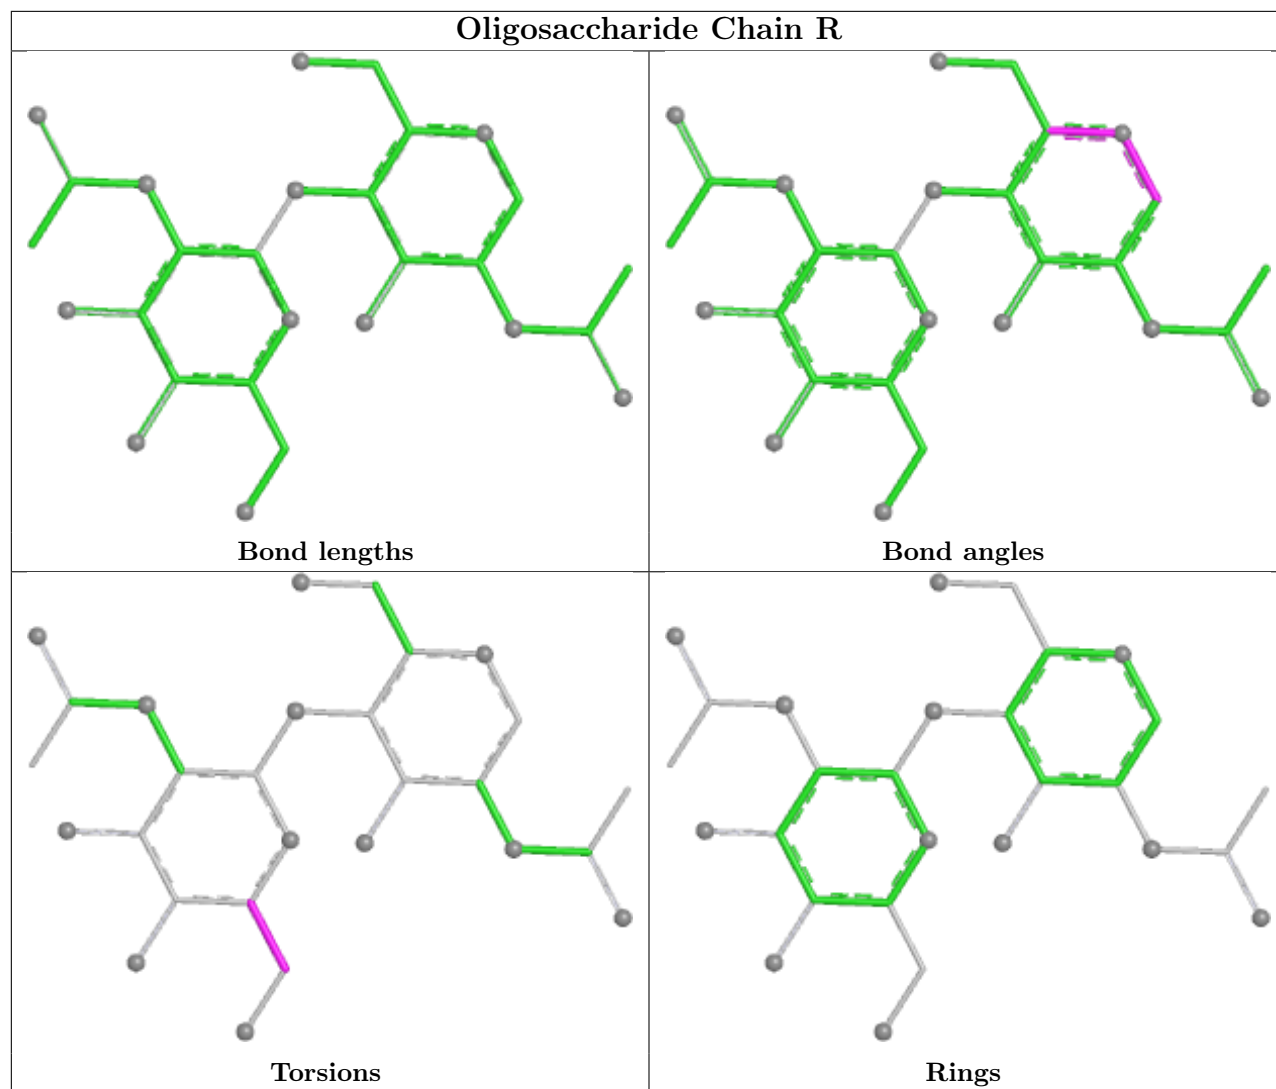 Oligosaccharide Chain R
Bond lengths
Bond angles
Torsions
Rings